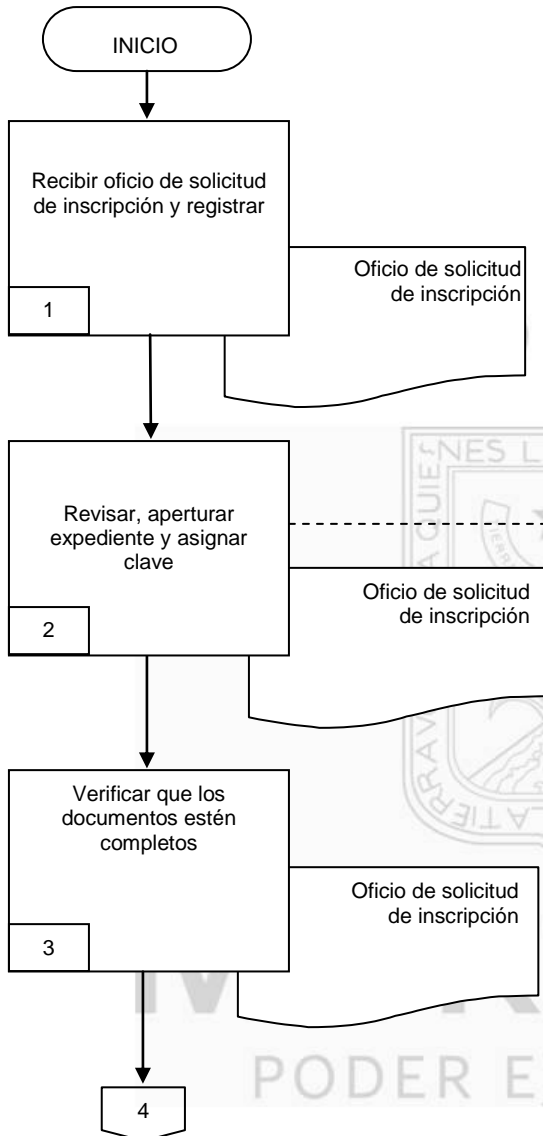 INICIO
Recibir oficio de solicitud
de inscripción y registrar
1
Oficio de solicitud
de inscripción
Revisar, aperturar
expediente y asignar
clave
2
Oficio de solicitud
de inscripción
Verificar que los
documentos estén
completos
3
Oficio de solicitud
de inscripción
4
PODER E